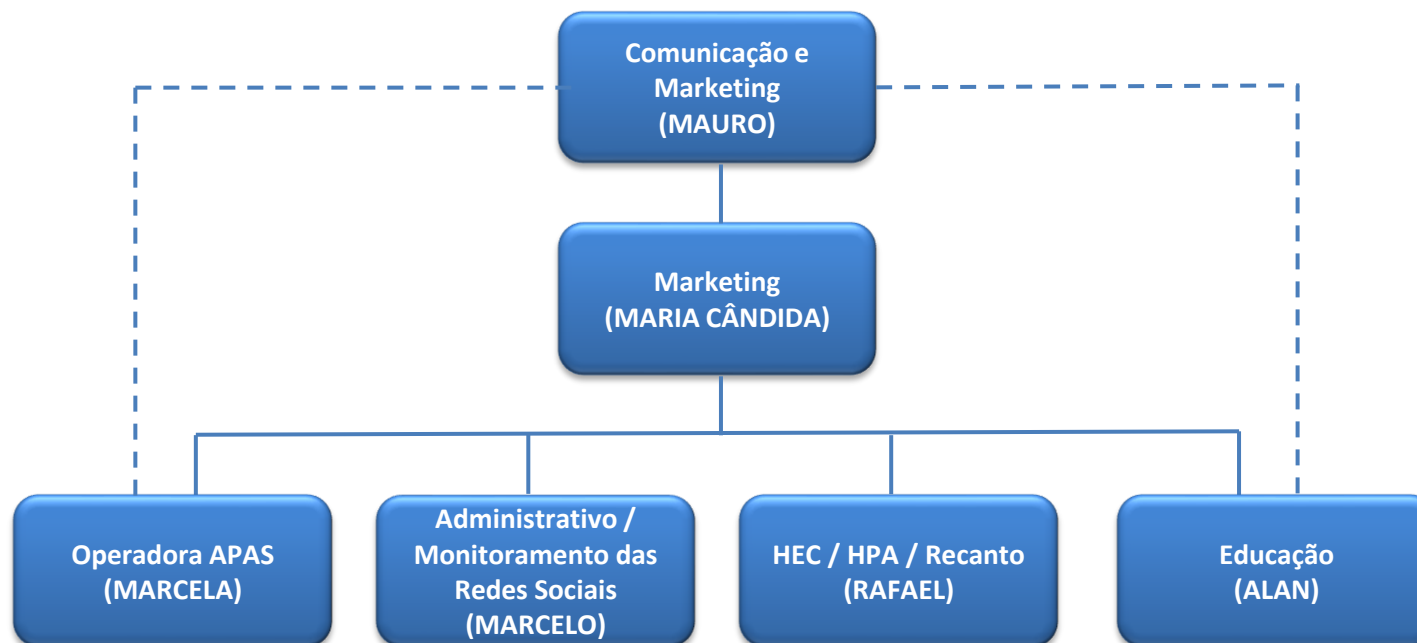 Comunicação e
Marketing
(MAURO)
Marketing
(MARIA CÂNDIDA)
Operadora APAS
(MARCELA)
Administrativo /
Monitoramento das
Redes Sociais
(MARCELO)
HEC / HPA / Recanto
(RAFAEL)
Educação
(ALAN)